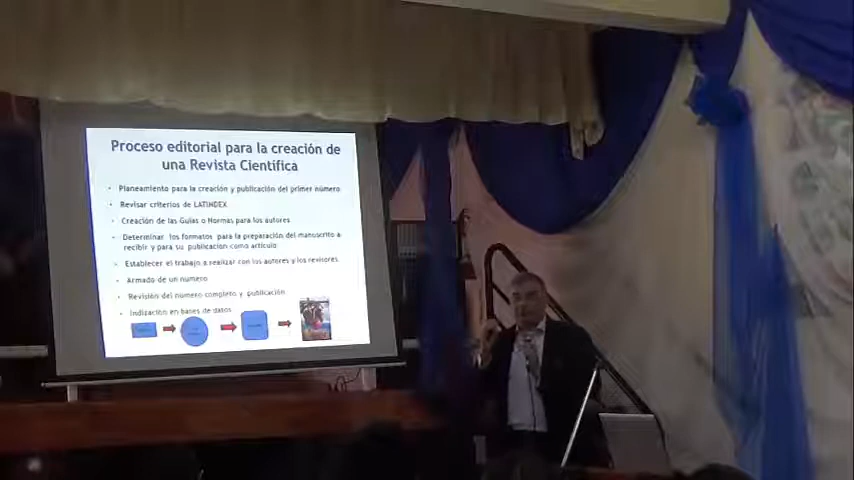 Proceso editorial para la creación de
una Revista Científica
• Planeamiento para la creación y publicación del primer número
• Revisar criterios de LATINDEX
• Creación de las Guías o Normas para los autores
• Determinar los formatos para la preparación del manuscrito a
recibir y para su publicación como artículo
• Establecer el trabajo a realizar con los autores y los revisores
• Armado de un número
• Revisión del número completo y publicación
• Indización en bases de datos